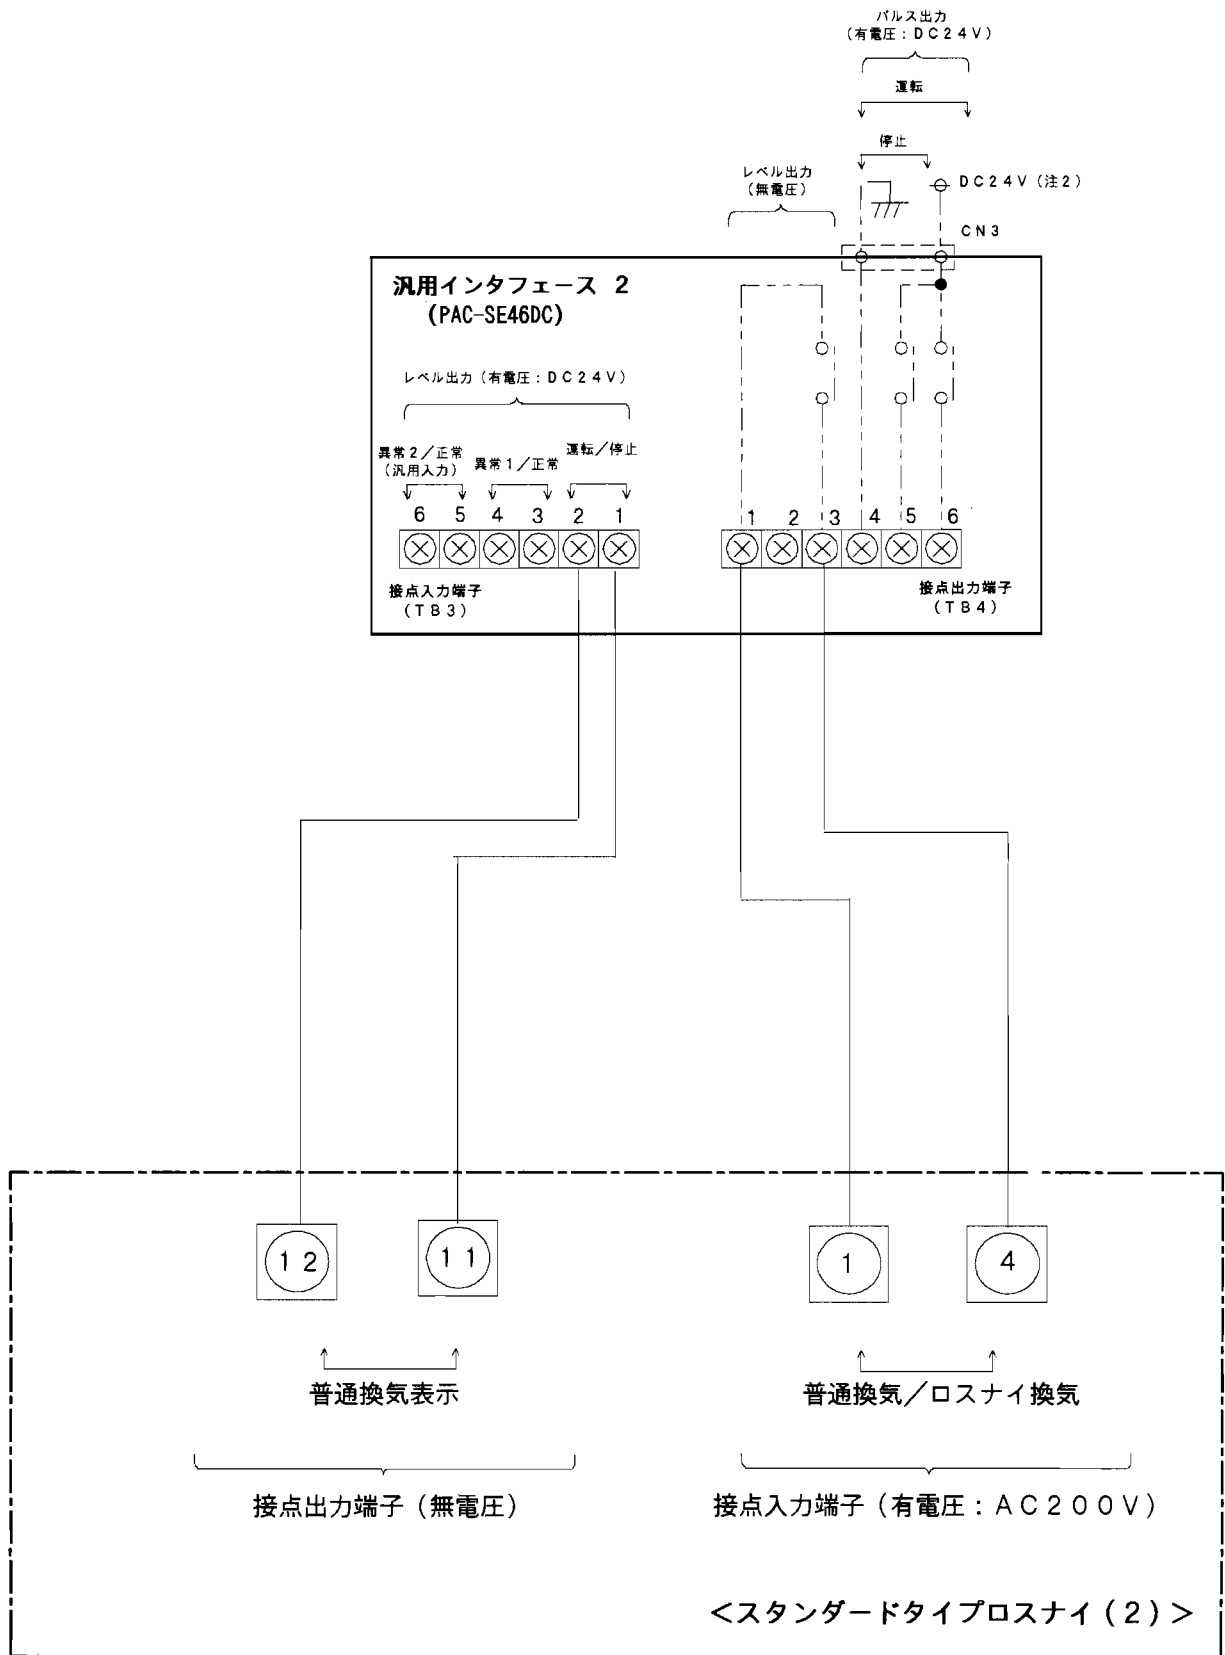 パルス出力
(有電圧：DC24V)
運転
停止
レベル出力
(無電圧)
DC24V(注2)
CN3
汎用インタフェース 2
(PAC-SE46DC)
レベル出力(有電圧：DC24V)
異常2／正常
(汎用入力)
異常1／正常
運転／停止
6 5 4 3 2 1
1 2 3 4 5 6
接点入力端子
(TB3)
接点出力端子
(TB4)
12
11
1
4
普通換気表示
普通換気／ロスナイ換気
接点出力端子(無電圧)
接点入力端子(有電圧：AC200V)
＜スタンダードタイプロスナイ(2)＞